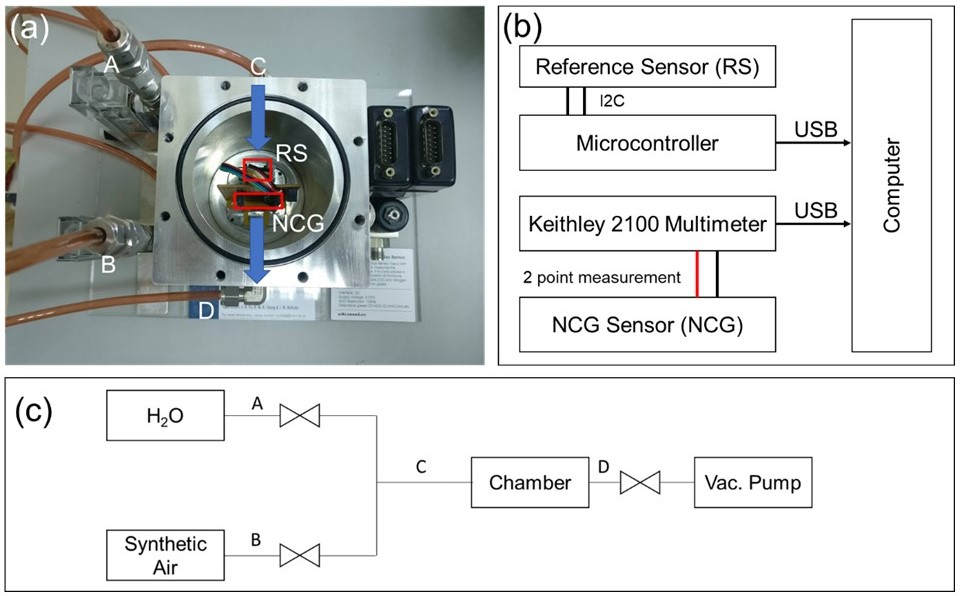 (a)
A
C
RS
NCG
B
D
(b)
Reference Sensor (RS)
I2C
Microcontroller
USB
Keithley 2100 Multimeter
USB
2 point measurement
NCG Sensor (NCG)
Computer
(c)
H₂O
A
C
Chamber
D
Vac. Pump
Synthetic
Air
B